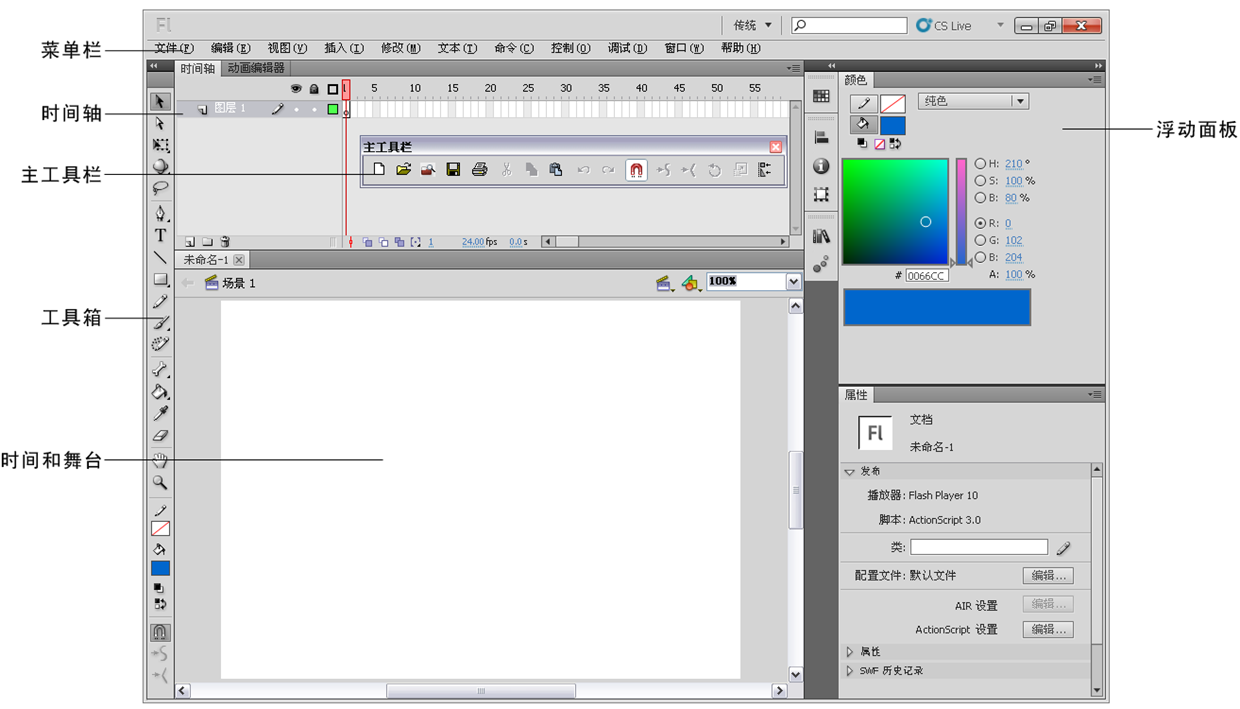 Fl
传统
CS Live
菜单栏
文件(F) 编辑(E) 视图(V) 插入(I) 修改(M) 文本(T) 命令(C) 控制(O) 调试(D) 窗口(W) 帮助(H)
时间轴 动画编辑器
1 5 10 15 20 25 30 35 40 45 50 55
时间轴
图层 1
主工具栏
主工具栏
1 24.00 fps 0.0 s
未命名-1
场景 1
100%
工具箱
时间和舞台
浮动面板
颜色
纯色
H: 210 °
S: 100 %
B: 80 %
R: 0
G: 102
B: 204
# 0066CC
A: 100 %
属性
Fl
文档
未命名-1
发布
播放器: Flash Player 10
脚本: ActionScript 3.0
类:
配置文件: 默认文件 编辑...
AIR 设置 编辑...
ActionScript 设置 编辑...
属性
SWF 历史记录